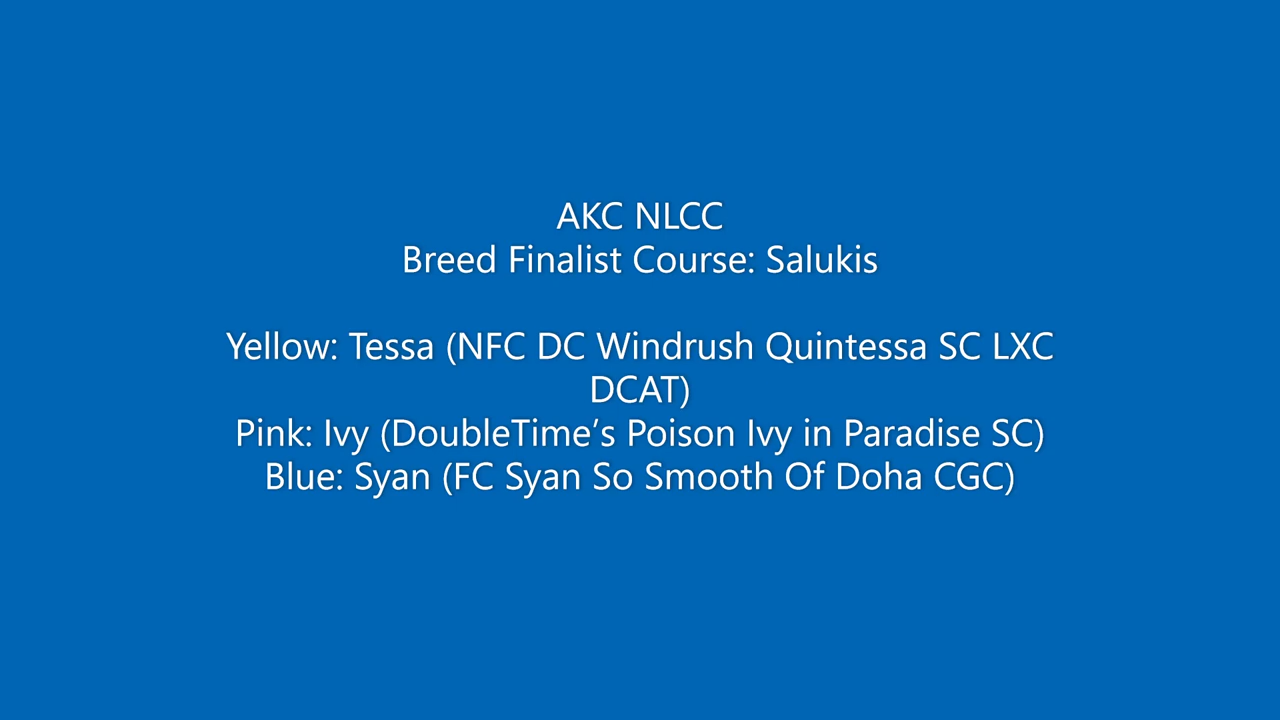 AKC NLCC
Breed Finalist Course: Salukis
Yellow: Tessa (NFC DC Windrush Quintessa SC LXC
DCAT)
Pink: Ivy (DoubleTime’s Poison Ivy in Paradise SC)
Blue: Syan (FC Syan So Smooth Of Doha CGC)